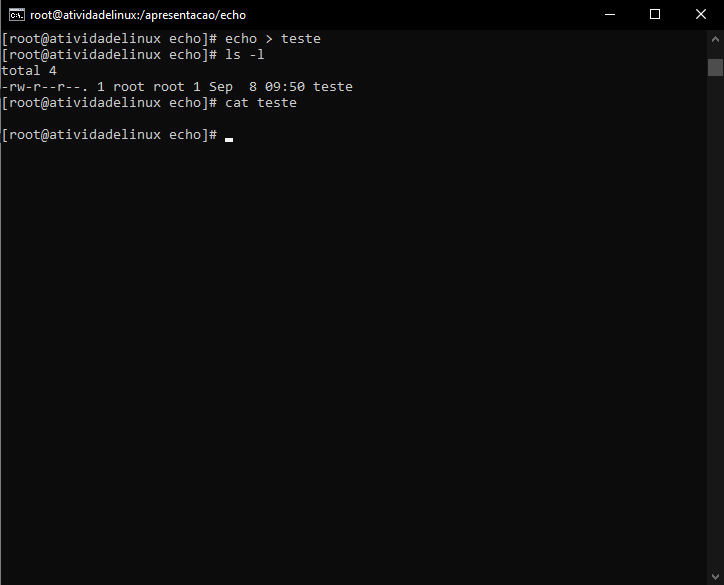 root@atividadelinux:/apresentacao/echo
[root@atividadelinux echo]# echo > teste
[root@atividadelinux echo]# ls -l
total 4
-rw-r--r--. 1 root root 1 Sep  8 09:50 teste
[root@atividadelinux echo]# cat teste

[root@atividadelinux echo]#